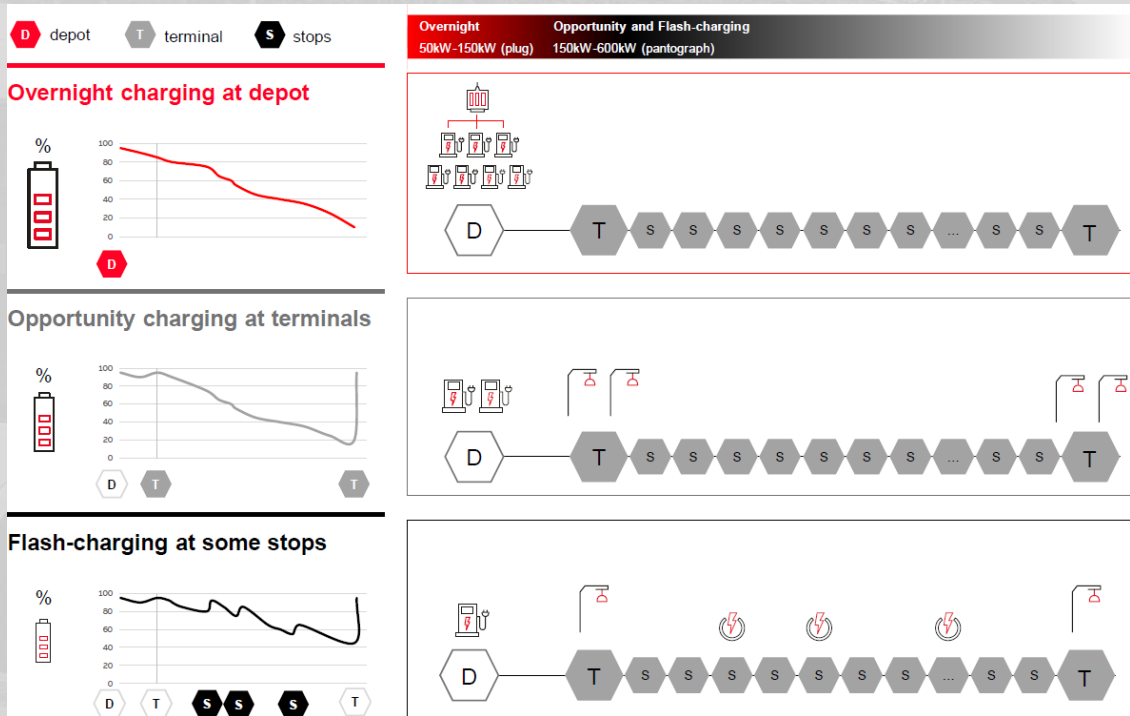 D depot T terminal S stops
Overnight Opportunity and Flash-charging
50kW-150kW (plug) 150kW-600kW (pantograph)
Overnight charging at depot
%
100
80
60
40
20
0
D
D T S S S S S S S ... S S T
Opportunity charging at terminals
%
100
80
60
40
20
0
D T T
D T S S S S S S S ... S S T
Flash-charging at some stops
%
100
80
60
40
20
0
D T S S S T
D T S S S S S S S ... S S T